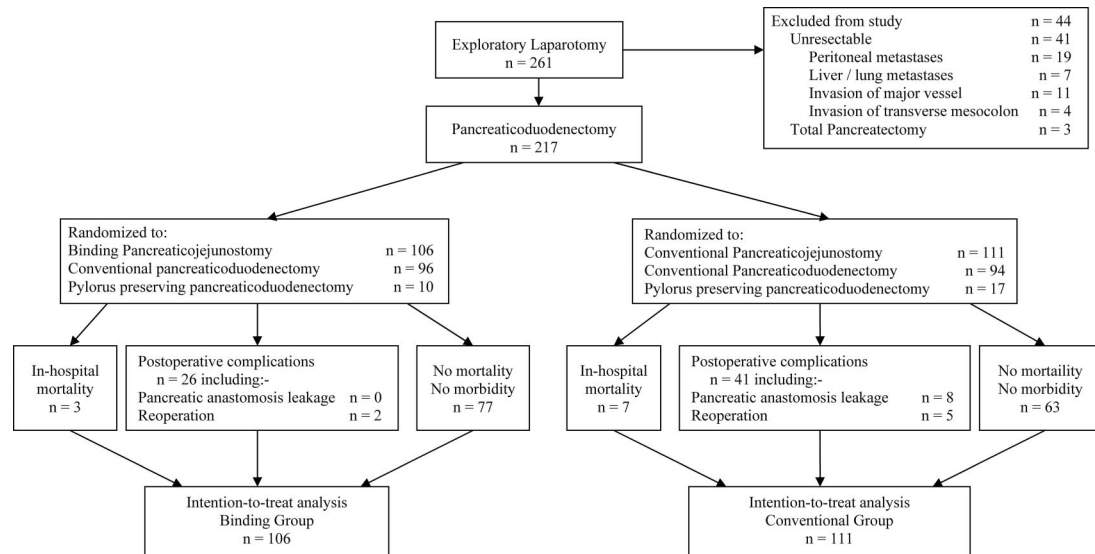 Exploratory Laparotomy
n = 261
Excluded from study n = 44
Unresectable n = 41
Peritoneal metastases n = 19
Liver / lung metastases n = 7
Invasion of major vessel n = 11
Invasion of transverse mesocolon n = 4
Total Pancreatectomy n = 3
Pancreaticoduodenectomy
n = 217
Randomized to:
Binding Pancreaticojejunostomy n = 106
Conventional pancreaticoduodenectomy n = 96
Pylorus preserving pancreaticoduodenectomy n = 10
Randomized to:
Conventional Pancreaticojejunostomy n = 111
Conventional Pancreaticoduodenectomy n = 94
Pylorus preserving pancreaticoduodenectomy n = 17
In-hospital
mortality
n = 3
Postoperative complications
n = 26 including:-
Pancreatic anastomosis leakage n = 0
Reoperation n = 2
No mortality
No morbidity
n = 77
In-hospital
mortality
n = 7
Postoperative complications
n = 41 including:-
Pancreatic anastomosis leakage n = 8
Reoperation n = 5
No mortaility
No morbidity
n = 63
Intention-to-treat analysis
Binding Group
n = 106
Intention-to-treat analysis
Conventional Group
n = 111